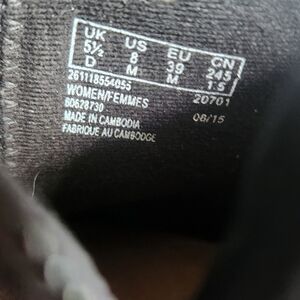 UK US EU CN
5½ 8 39 245
D M M 1.5
261118554055 20701
WOMEN/FEMMES
60628730 08/15
MADE IN CAMBODIA
FABRIQUE AU CAMBODGE